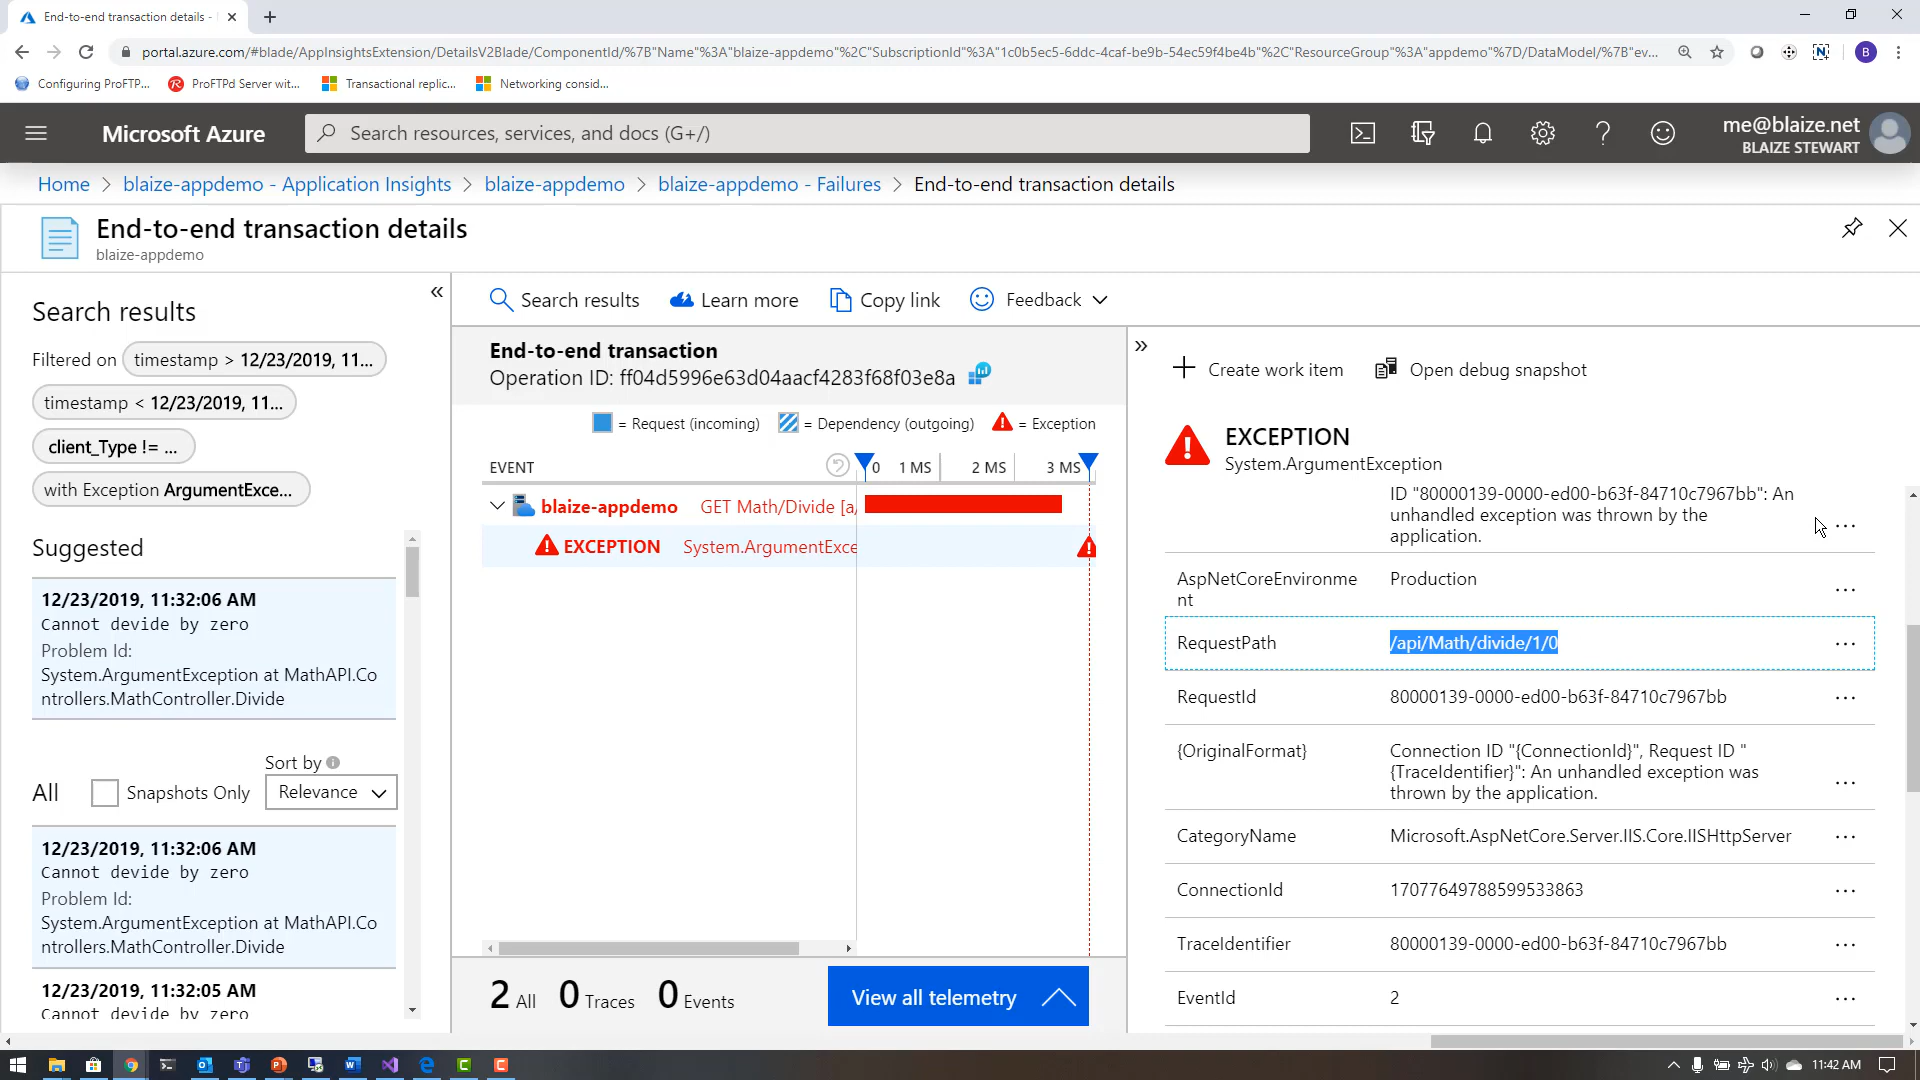 End-to-end transaction details -
portal.azure.com/#blade/AppInsightsExtension/DetailsV2Blade/ComponentId/%7B"Name"%3A"blaize-appdemo"%2C"SubscriptionId"%3A"1c0b5ec5-6ddc-4caf-be9b-54ec59f4be4b"%2C"ResourceGroup"%3A"appdemo"%7D/DataModel/%7B"ev...
B
Configuring ProFTP...
ProFTPd Server wit...
Transactional replic...
Networking consid...
Microsoft Azure
Search resources, services, and docs (G+/)
me@blaize.net
BLAIZE STEWART
Home > blaize-appdemo - Application Insights > blaize-appdemo > blaize-appdemo - Failures > End-to-end transaction details
End-to-end transaction details
blaize-appdemo
Search results
Filtered on timestamp > 12/23/2019, 11...
timestamp < 12/23/2019, 11...
client_Type != ...
with Exception ArgumentExce...
Suggested
12/23/2019, 11:32:06 AM
Cannot devide by zero
Problem Id:
System.ArgumentException at MathAPI.Co
ntrollers.MathController.Divide
Sort by
All Snapshots Only Relevance
12/23/2019, 11:32:06 AM
Cannot devide by zero
Problem Id:
System.ArgumentException at MathAPI.Co
ntrollers.MathController.Divide
12/23/2019, 11:32:05 AM
Cannot devide by zero
Search results Learn more Copy link Feedback
End-to-end transaction
Operation ID: ff04d5996e63d04aacf4283f68f03e8a
= Request (incoming) = Dependency (outgoing) = Exception
EVENT 0 1 MS 2 MS 3 MS
blaize-appdemo GET Math/Divide [a/
EXCEPTION System.ArgumentExce
2 All 0 Traces 0 Events View all telemetry
Create work item Open debug snapshot
EXCEPTION
System.ArgumentException
ID "80000139-0000-ed00-b63f-84710c7967bb": An
unhandled exception was thrown by the
application.
...
AspNetCoreEnvironme
nt
Production ...
RequestPath /api/Math/divide/1/0 ...
RequestId 80000139-0000-ed00-b63f-84710c7967bb ...
{OriginalFormat} Connection ID "{ConnectionId}", Request ID "
{TraceIdentifier}": An unhandled exception was
thrown by the application.
...
CategoryName Microsoft.AspNetCore.Server.IIS.Core.IISHttpServer ...
ConnectionId 17077649788599533863 ...
TraceIdentifier 80000139-0000-ed00-b63f-84710c7967bb ...
EventId 2 ...
11:42 AM